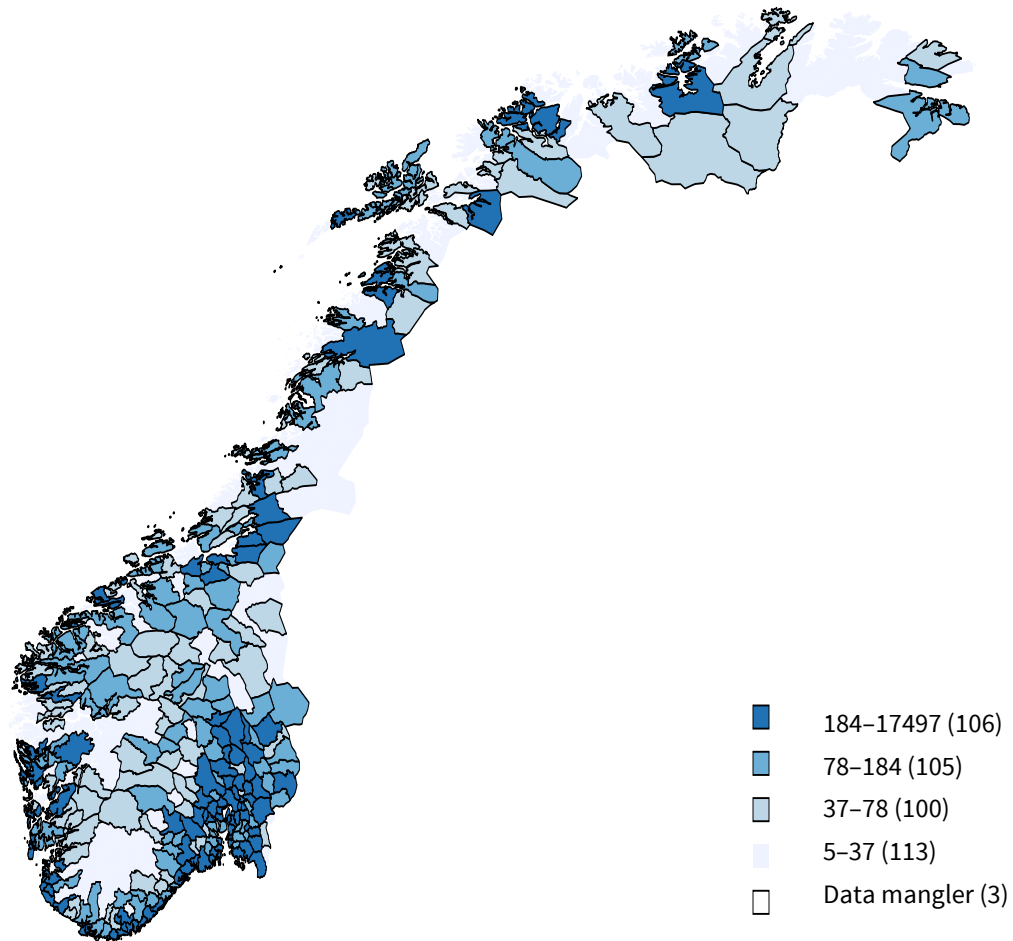 184–17497 (106)
78–184 (105)
37–78 (100)
5–37 (113)
Data mangler (3)